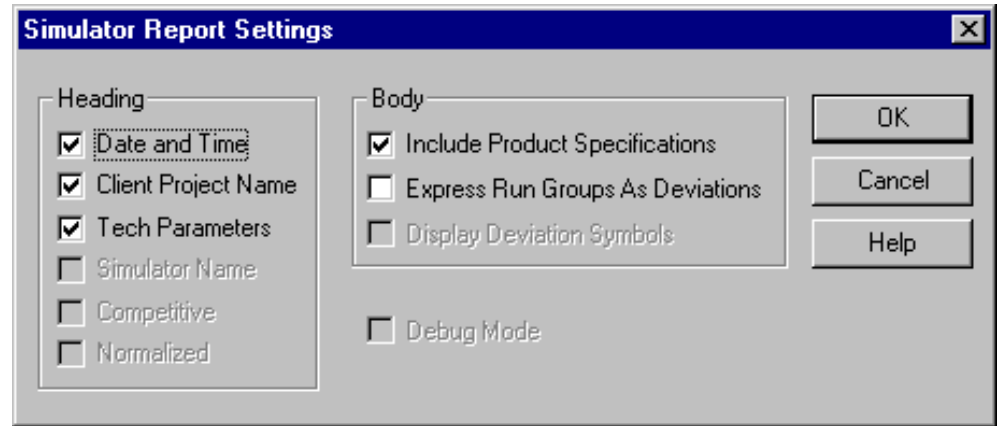 Simulator Report Settings
Heading
Date and Time
Client Project Name
Tech Parameters
Simulator Name
Competitive
Normalized
Body
Include Product Specifications
Express Run Groups As Deviations
Display Deviation Symbols
Debug Mode
OK
Cancel
Help